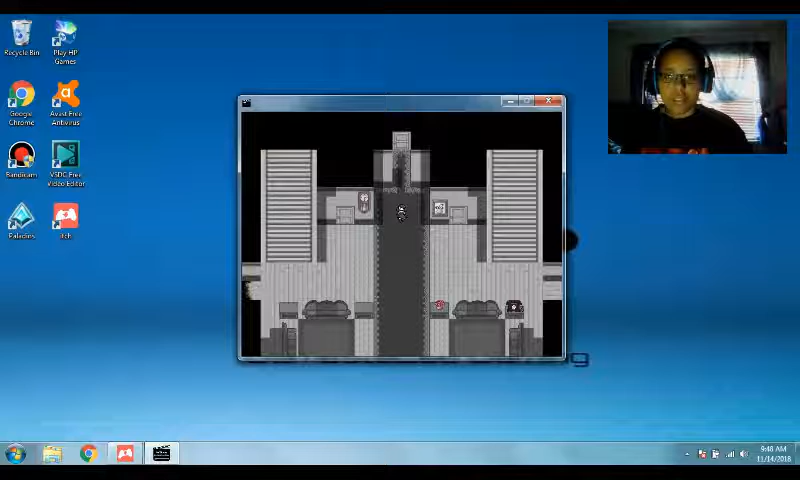 Recycle Bin
Play HP
Games
Google
Chrome
Avast Free
Antivirus
Bandicam
VSDC Free
Video Editor
Paladins
itch
g
9:48 AM
11/14/2018